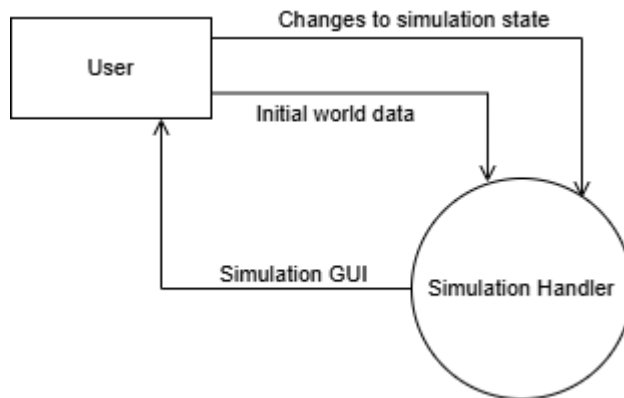 Changes to simulation state
User
Initial world data
Simulation GUI
Simulation Handler